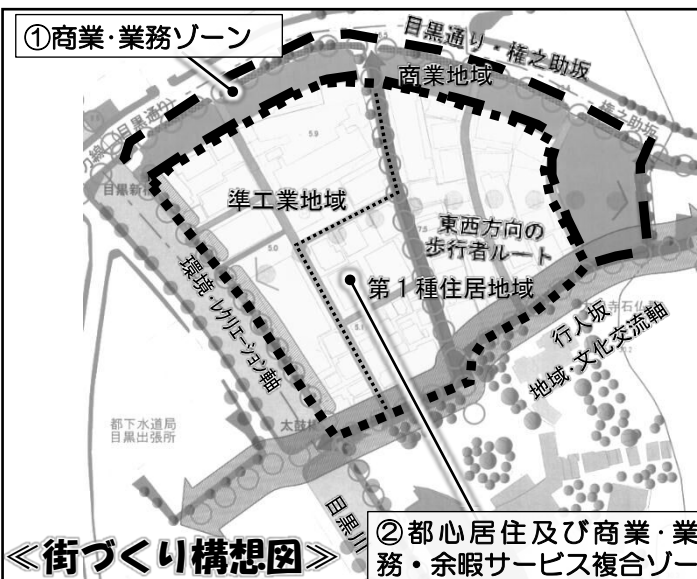 ①商業・業務ゾーン
目黒通り・権之助坂
商業地域
権之助坂
目黒通り
目黒新橋
5.9
準工業地域
7.5
東西方向の
歩行者ルート
5.0
第1種住居地域
環境・レクリエーション軸
行人坂
地域・文化交流軸
都下水道局
目黒出張所
目黒川
≪街づくり構想図≫
②都心居住及び商業・業
務・余暇サービス複合ゾー